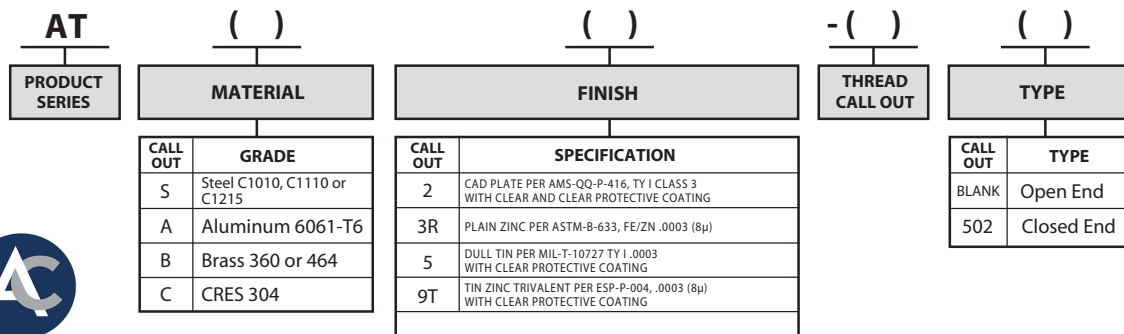 AT ( ) ( ) - ( ) ( )
PRODUCT
SERIES
MATERIAL
FINISH
THREAD
CALL OUT
TYPE
CALL
OUT
GRADE
S
Steel C1010, C1110 or
C1215
A
Aluminum 6061-T6
B
Brass 360 or 464
C
CRES 304
CALL
OUT
SPECIFICATION
2
CAD PLATE PER AMS-QQ-P-416, TY I CLASS 3
WITH CLEAR AND CLEAR PROTECTIVE COATING
3R
PLAIN ZINC PER ASTM-B-633, FE/ZN .0003 (8µ)
5
DULL TIN PER MIL-T-10727 TY I .0003
WITH CLEAR PROTECTIVE COATING
9T
TIN ZINC TRIVALENT PER ESP-P-004, .0003 (8µ)
WITH CLEAR PROTECTIVE COATING
CALL
OUT
TYPE
BLANK
Open End
502
Closed End
AC